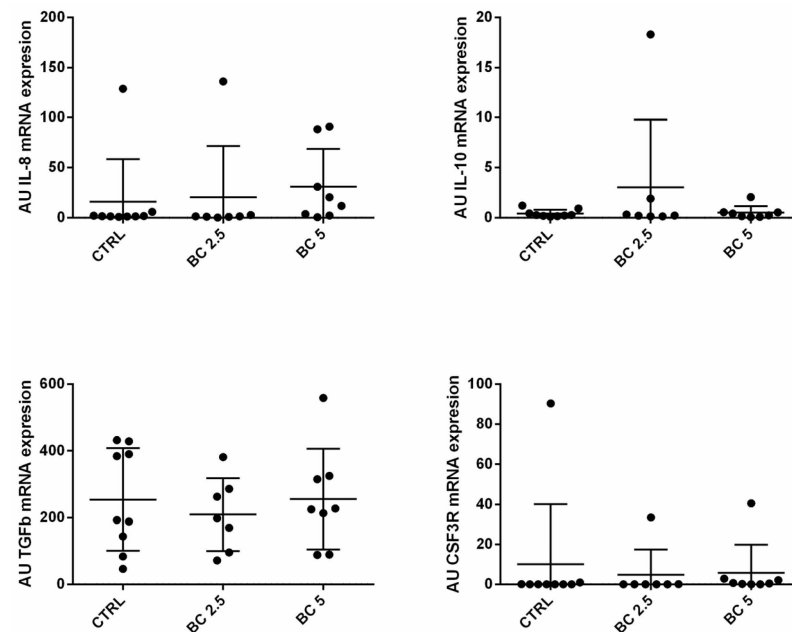 AU IL-8 mRNA expresion
200
150
100
50
0
CTRL
BC 2.5
BC 5
AU IL-10 mRNA expresion
20
15
10
5
0
CTRL
BC 2.5
BC 5
AU TGFb mRNA expresion
600
400
200
0
CTRL
BC 2.5
BC 5
AU CSF3R mRNA expresion
100
80
60
40
20
0
CTRL
BC 2.5
BC 5